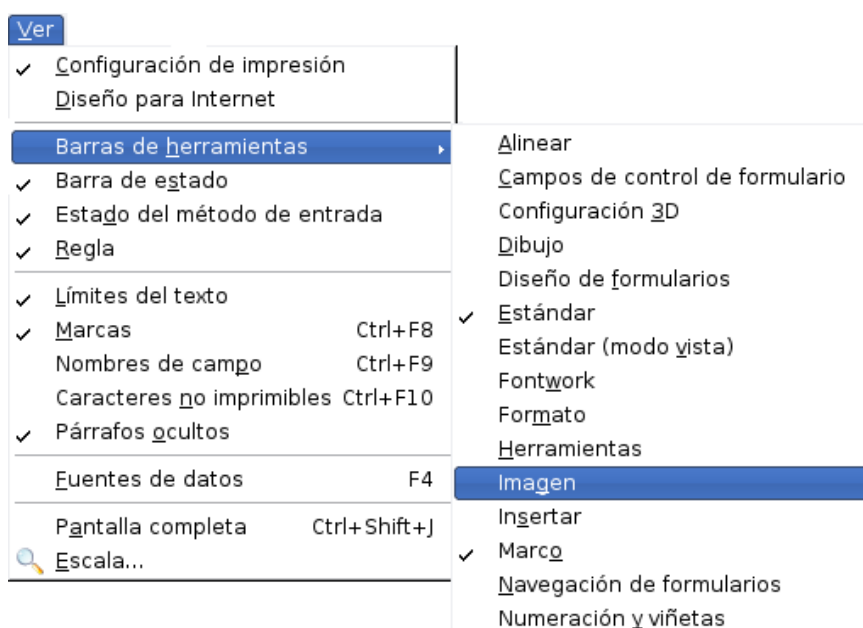 Ver
Configuración de impresión
Diseño para Internet
Barras de herramientas
Barra de estado
Estado del método de entrada
Regla
Límites del texto
Marcas Ctrl+F8
Nombres de campo Ctrl+F9
Caracteres no imprimibles Ctrl+F10
Párrafos ocultos
Fuentes de datos F4
Pantalla completa Ctrl+Shift+J
Escala...
Alinear
Campos de control de formulario
Configuración 3D
Dibujo
Diseño de formularios
Estándar
Estándar (modo vista)
Fontwork
Formato
Herramientas
Imagen
Insertar
Marco
Navegación de formularios
Numeración y viñetas